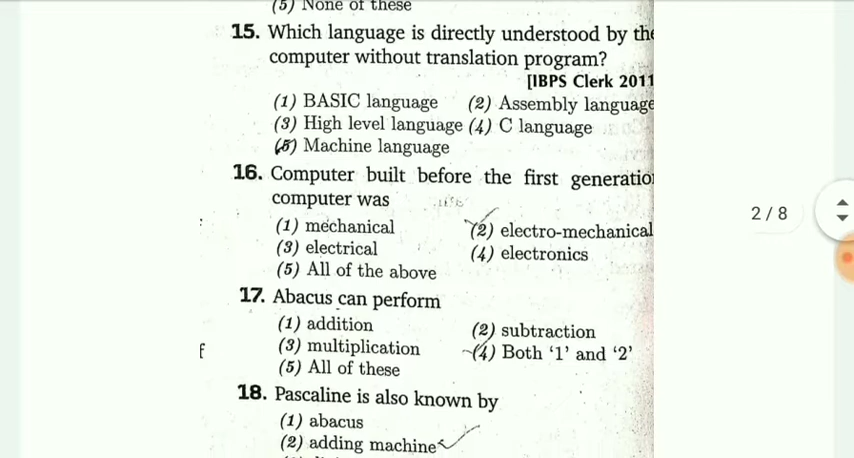 (5) None of these
15. Which language is directly understood by the
computer without translation program?
[IBPS Clerk 2011
(1) BASIC language (2) Assembly language
(3) High level language (4) C language
(5) Machine language
16. Computer built before the first generation
computer was
(1) mechanical (2) electro-mechanical
(3) electrical (4) electronics
(5) All of the above
2 / 8
17. Abacus can perform
(1) addition (2) subtraction
(3) multiplication (4) Both ‘1’ and ‘2’
f
(5) All of these
18. Pascaline is also known by
(1) abacus
(2) adding machine